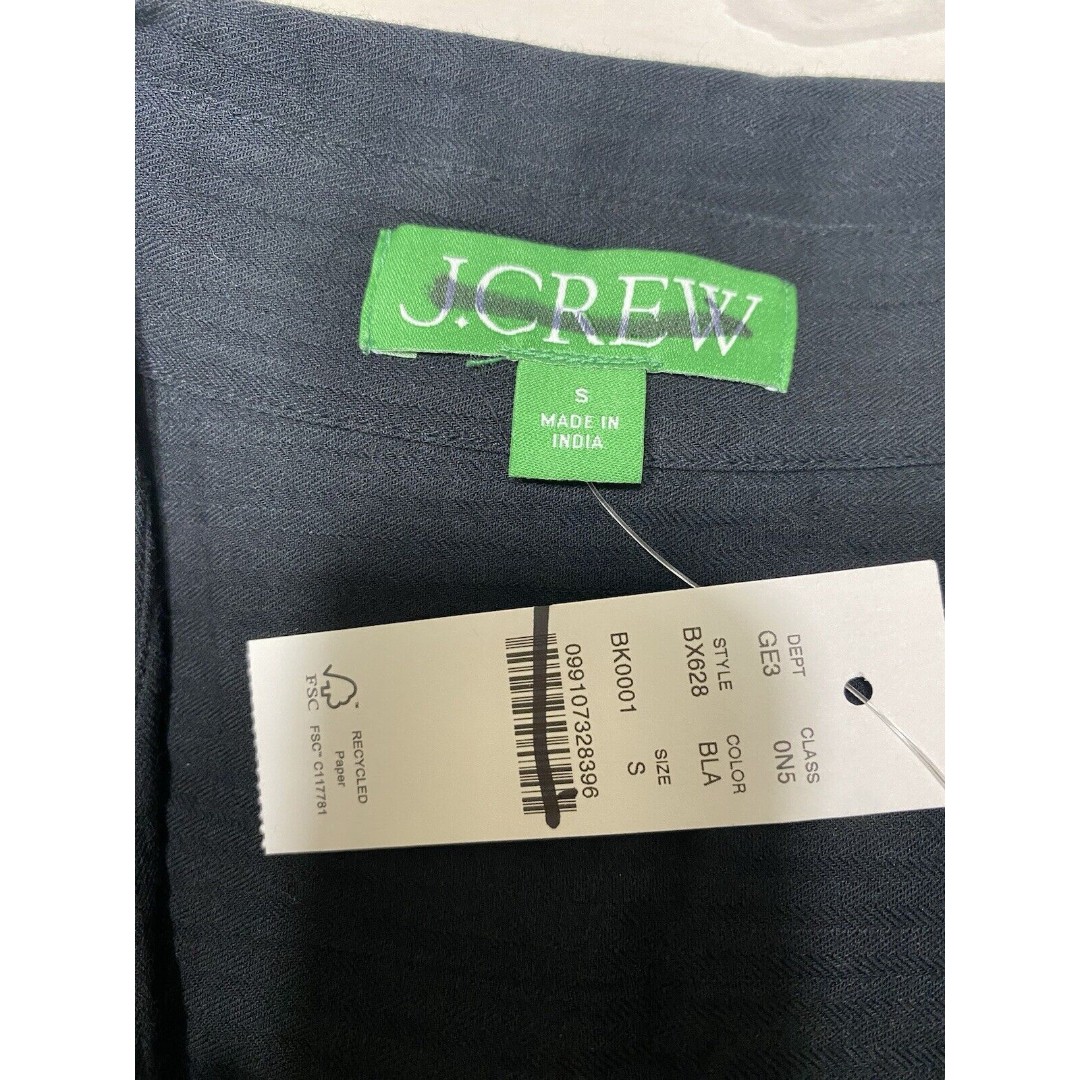 J.CREW
S
MADE IN
INDIA
DEPT CLASS
GE3 0N5
STYLE COLOR
BX628 BLA
SIZE
BK0001 S
099107328396
RECYCLED
Paper
FSC
FSC™ C117781